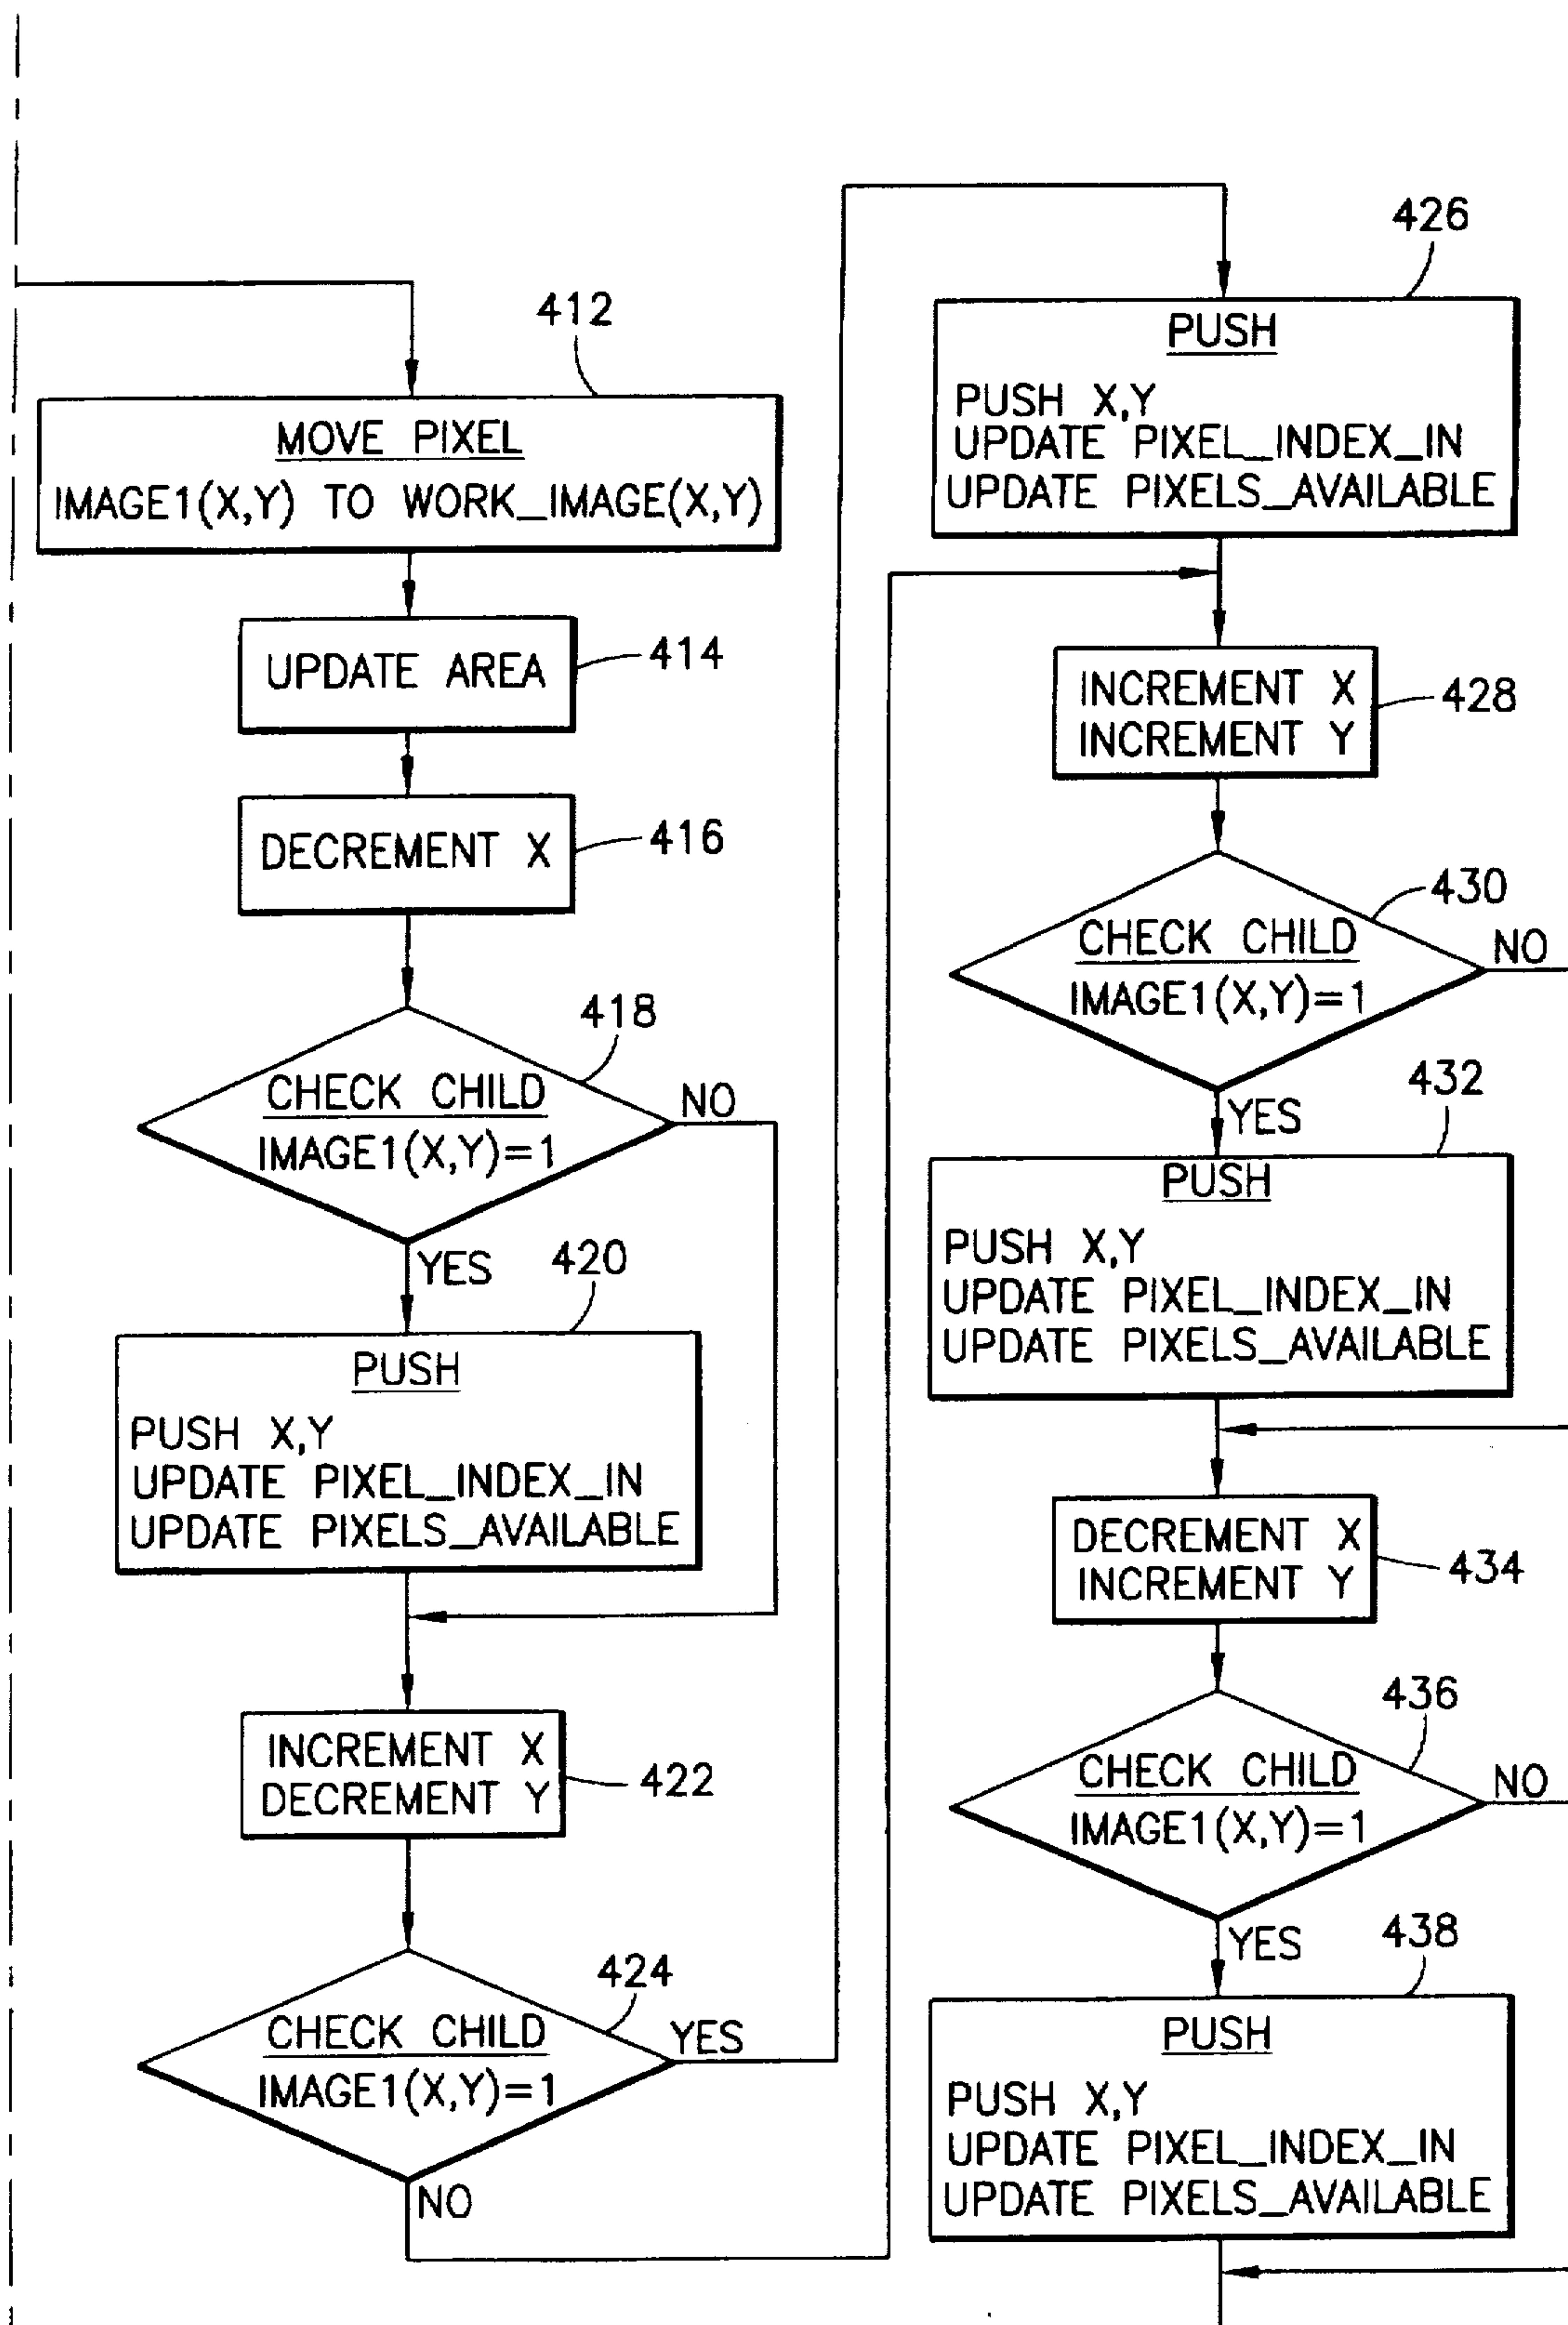 412
MOVE PIXEL
IMAGE1(X,Y) TO WORK_IMAGE(X,Y)
UPDATE AREA
414
DECREMENT X
416
418
CHECK CHILD
IMAGE1(X,Y)=1
NO
YES
420
PUSH
PUSH X,Y
UPDATE PIXEL_INDEX_IN
UPDATE PIXELS_AVAILABLE
INCREMENT X
DECREMENT Y
422
424
CHECK CHILD
IMAGE1(X,Y)=1
YES
NO
426
PUSH
PUSH X,Y
UPDATE PIXEL_INDEX_IN
UPDATE PIXELS_AVAILABLE
INCREMENT X
INCREMENT Y
428
430
CHECK CHILD
IMAGE1(X,Y)=1
NO
YES
432
PUSH
PUSH X,Y
UPDATE PIXEL_INDEX_IN
UPDATE PIXELS_AVAILABLE
DECREMENT X
INCREMENT Y
434
436
CHECK CHILD
IMAGE1(X,Y)=1
NO
YES
438
PUSH
PUSH X,Y
UPDATE PIXEL_INDEX_IN
UPDATE PIXELS_AVAILABLE